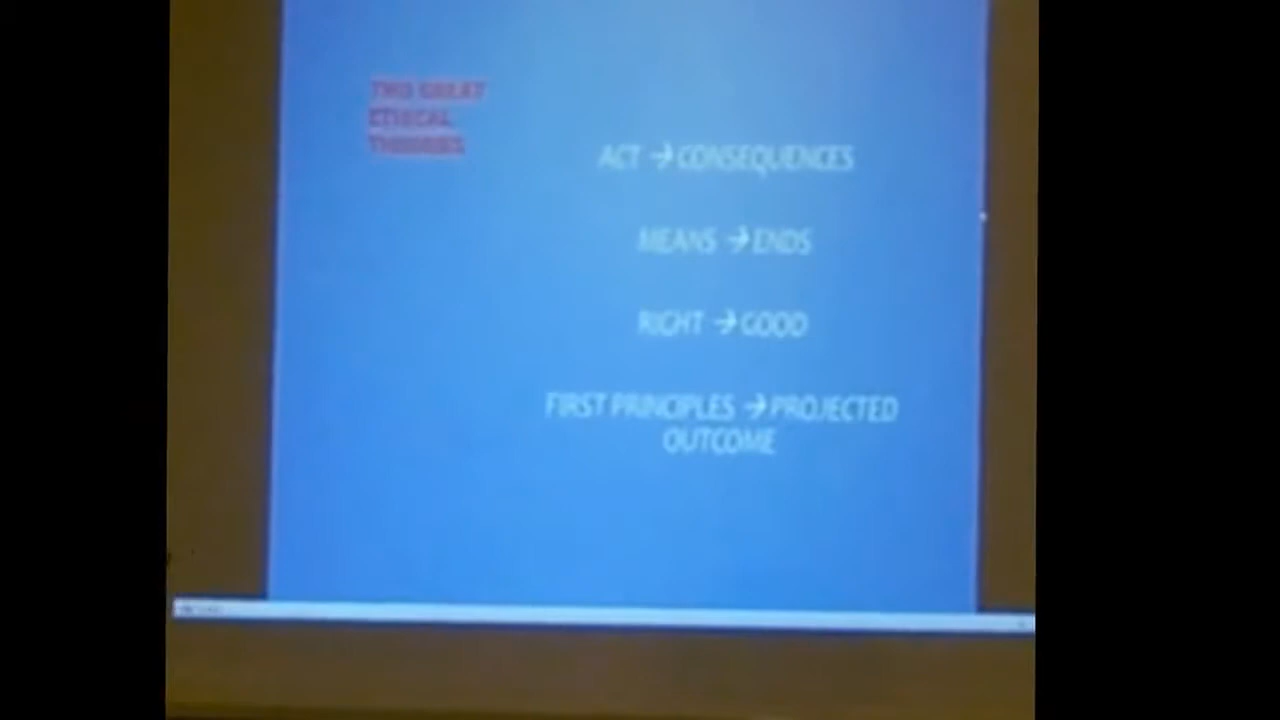 TWO GREAT
ETHICAL
THEORIES
ACT → CONSEQUENCES
MEANS → ENDS
RIGHT → GOOD
FIRST PRINCIPLES → PROJECTED
OUTCOME